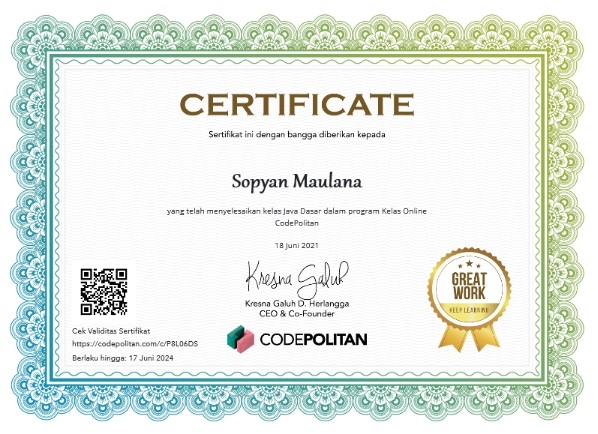 CERTIFICATE
Sertifikat ini dengan bangga diberikan kepada
Sopyan Maulana
yang telah menyelesaikan kelas Java Dasar dalam program Kelas Online
CodePolitan
18 Juni 2021
Kresna Galuh
Kresna Galuh D. Herlangga
CEO & Co-Founder
CODEPOLITAN
GREAT
WORK
KEEP LEARNING
Cek Validitas Sertifikat
https://codepolitan.com/c/P8L06DS
Berlaku hingga: 17 Juni 2024